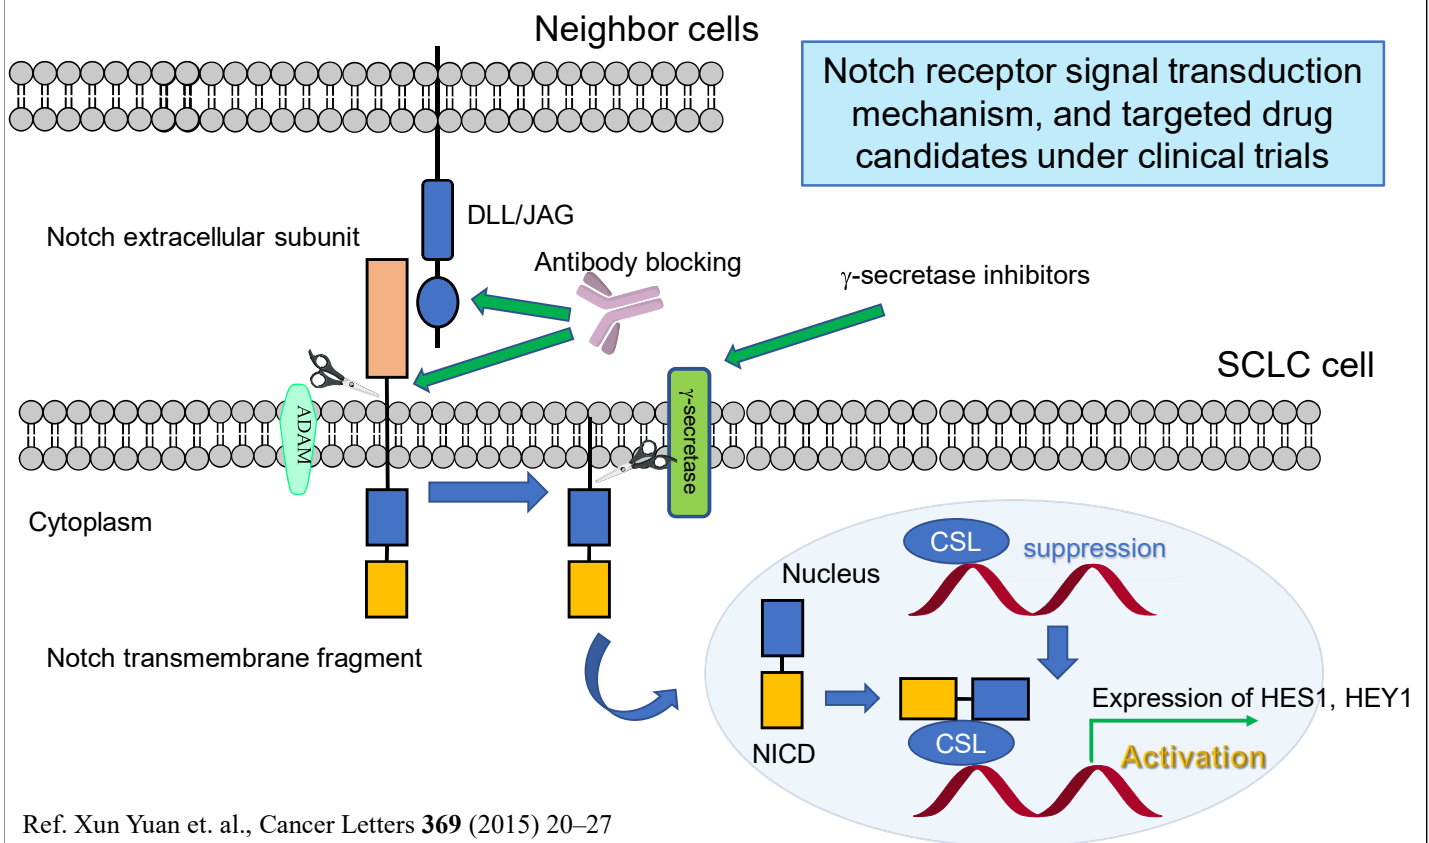 Neighbor cells
Notch receptor signal transduction
mechanism, and targeted drug
candidates under clinical trials
DLL/JAG
Notch extracellular subunit
Antibody blocking
γ-secretase inhibitors
SCLC cell
ADAM
γ-secretase
Cytoplasm
CSL
suppression
Nucleus
Notch transmembrane fragment
Expression of HES1, HEY1
NICD
CSL
Activation
Ref. Xun Yuan et. al., Cancer Letters 369 (2015) 20–27